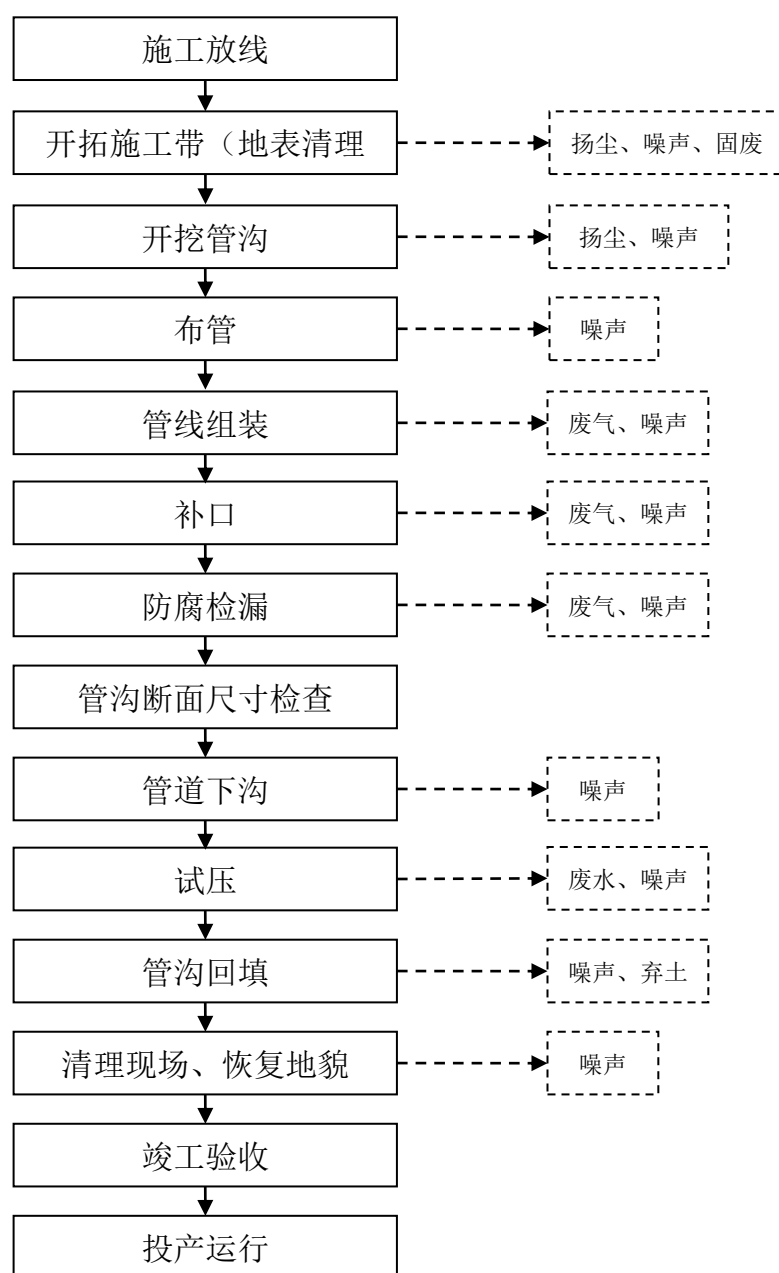 施工放线
开拓施工带（地表清理
扬尘、噪声、固废
开挖管沟
扬尘、噪声
布管
噪声
管线组装
废气、噪声
补口
废气、噪声
防腐检漏
废气、噪声
管沟断面尺寸检查
管道下沟
噪声
试压
废水、噪声
管沟回填
噪声、弃土
清理现场、恢复地貌
噪声
竣工验收
投产运行